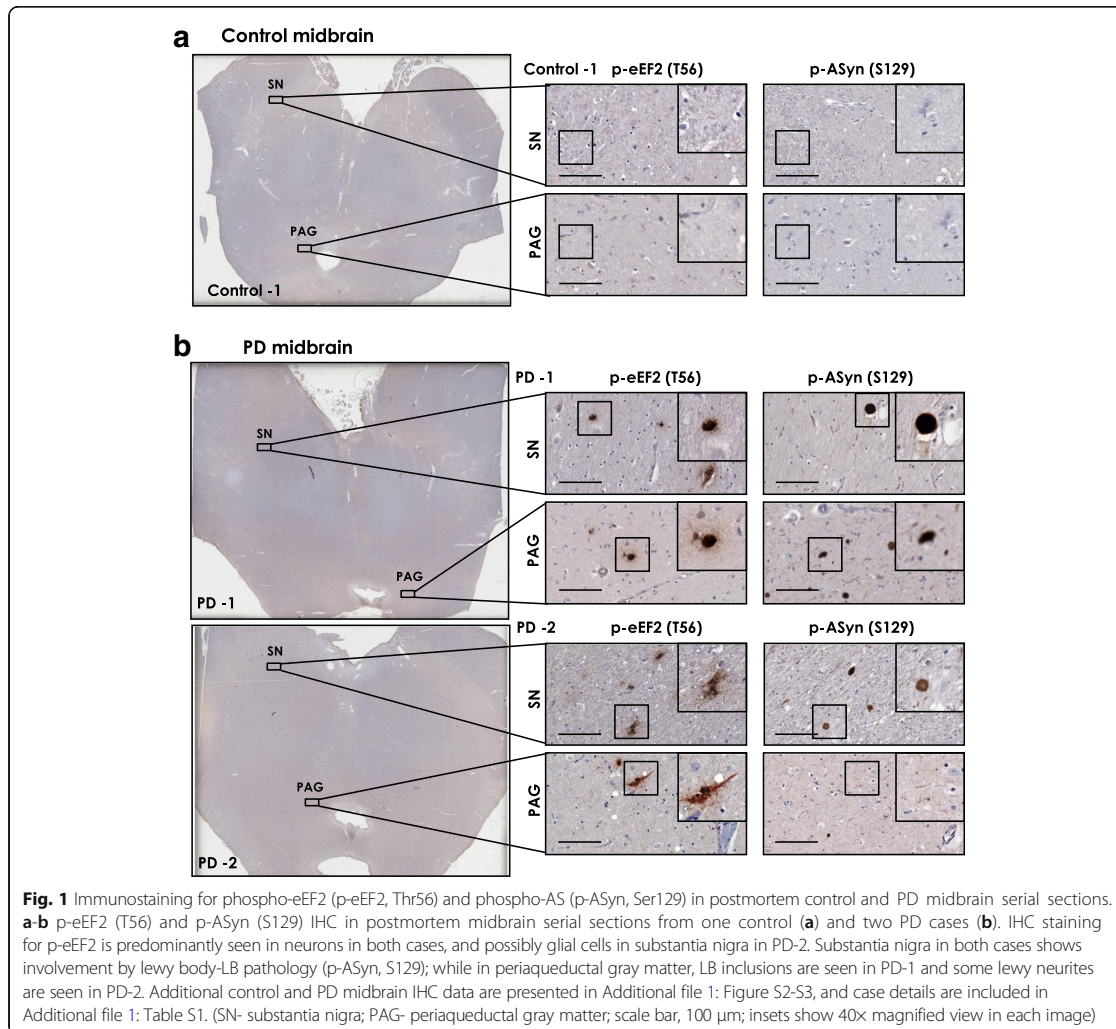 a
Control midbrain
SN
PAG
Control -1
Control -1 p-eEF2 (T56) p-ASyn (S129)
SN
PAG
b
PD midbrain
SN
PAG
PD -1
PD -1 p-eEF2 (T56) p-ASyn (S129)
SN
PAG
SN
PAG
PD -2
PD -2 p-eEF2 (T56) p-ASyn (S129)
SN
PAG
Fig. 1 Immunostaining for phospho-eEF2 (p-eEF2, Thr56) and phospho-AS (p-ASyn, Ser129) in postmortem control and PD midbrain serial sections.
a-b p-eEF2 (T56) and p-ASyn (S129) IHC in postmortem midbrain serial sections from one control (a) and two PD cases (b). IHC staining
for p-eEF2 is predominantly seen in neurons in both cases, and possibly glial cells in substantia nigra in PD-2. Substantia nigra in both cases shows
involvement by lewy body-LB pathology (p-ASyn, S129); while in periaqueductal gray matter, LB inclusions are seen in PD-1 and some lewy neurites
are seen in PD-2. Additional control and PD midbrain IHC data are presented in Additional file 1: Figure S2-S3, and case details are included in
Additional file 1: Table S1. (SN- substantia nigra; PAG- periaqueductal gray matter; scale bar, 100 μm; insets show 40× magnified view in each image)